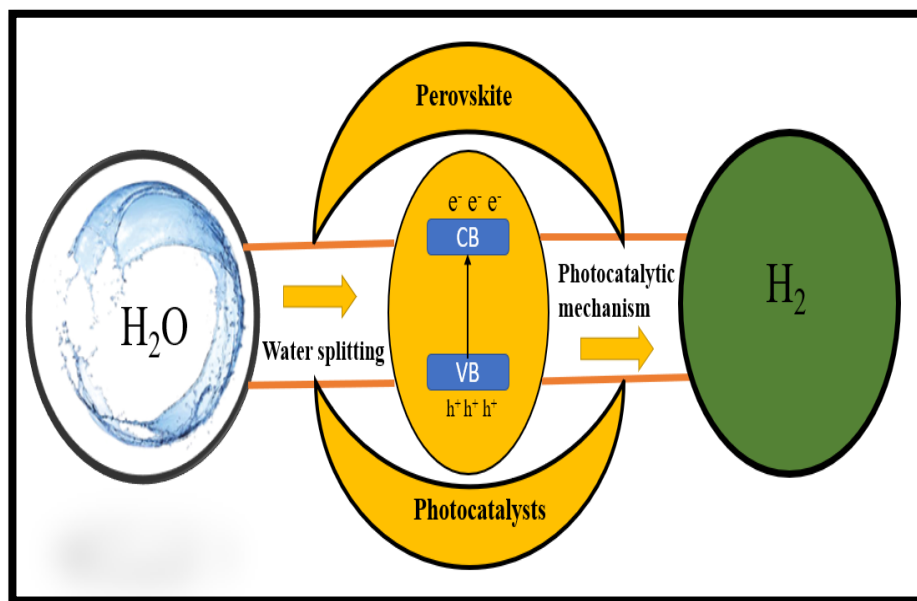 Perovskite
e⁻ e⁻ e⁻
CB
H₂O
Water splitting
VB
h⁺ h⁺ h⁺
Photocatalytic
mechanism
H₂
Photocatalysts